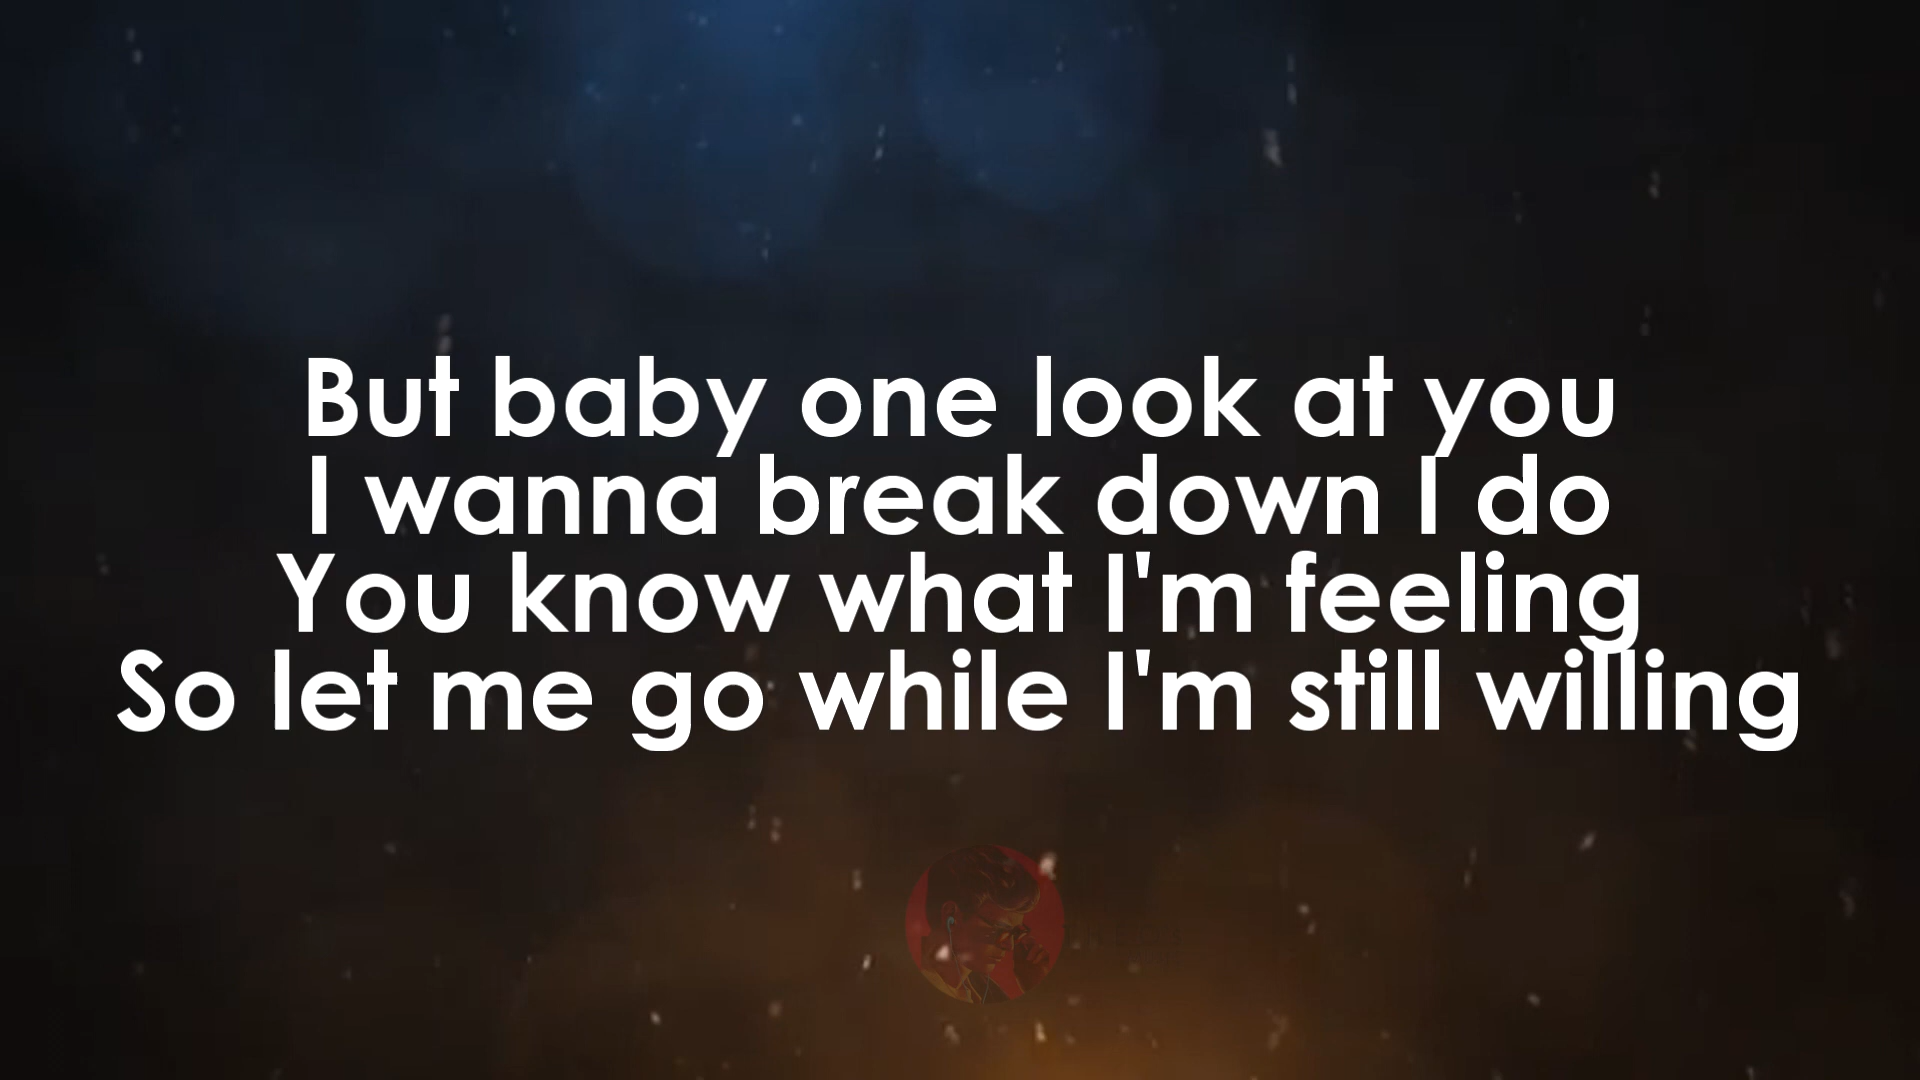 But baby one look at you
I wanna break down I do
You know what I'm feeling
So let me go while I'm still willing